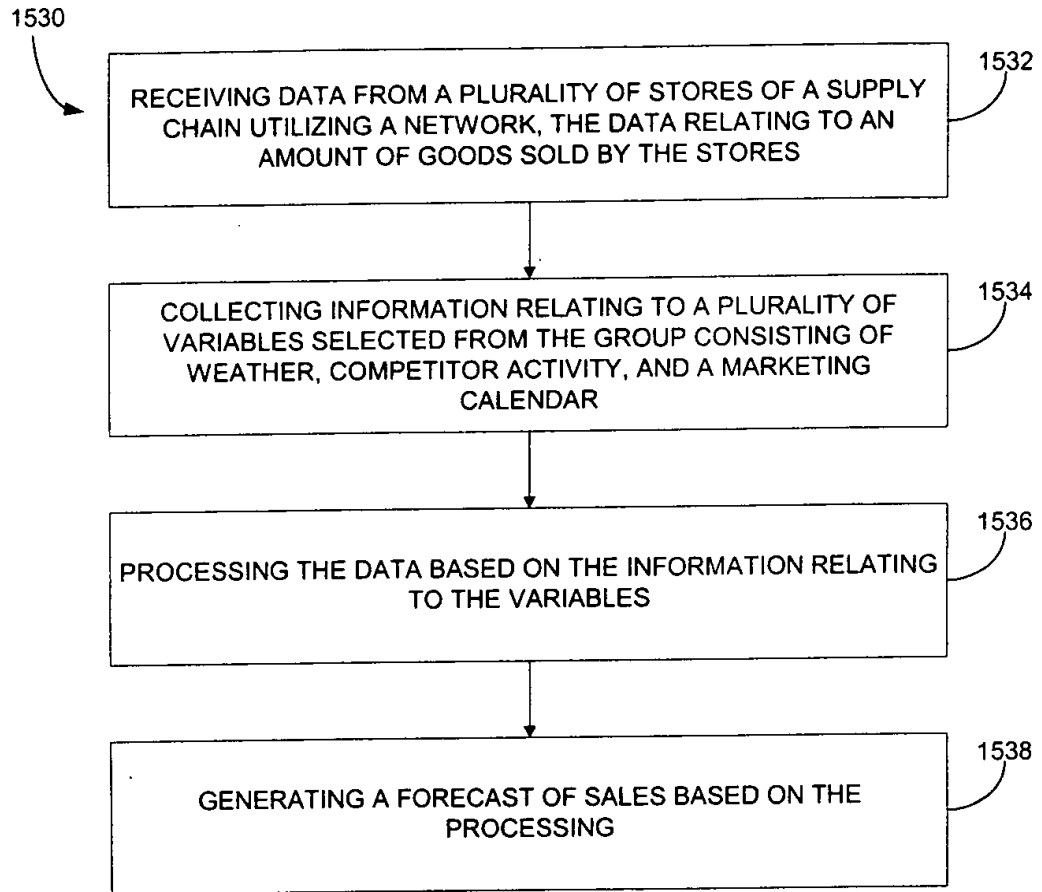 1530
1532
RECEIVING DATA FROM A PLURALITY OF STORES OF A SUPPLY
CHAIN UTILIZING A NETWORK, THE DATA RELATING TO AN
AMOUNT OF GOODS SOLD BY THE STORES
1534
COLLECTING INFORMATION RELATING TO A PLURALITY OF
VARIABLES SELECTED FROM THE GROUP CONSISTING OF
WEATHER, COMPETITOR ACTIVITY, AND A MARKETING
CALENDAR
1536
PROCESSING THE DATA BASED ON THE INFORMATION RELATING
TO THE VARIABLES
1538
GENERATING A FORECAST OF SALES BASED ON THE
PROCESSING